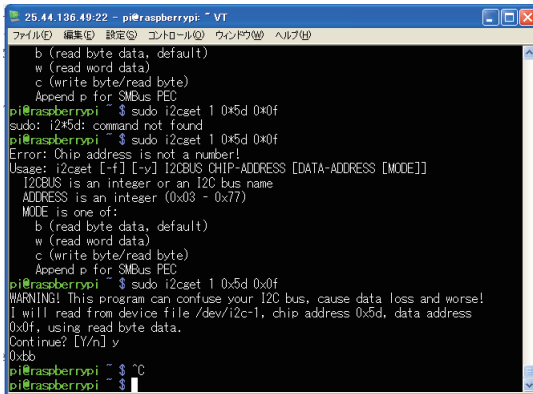 25.44.136.49:22 - pi@raspberrypi: ~ VT
ファイル(F) 編集(E) 設定(S) コントロール(O) ウィンドウ(W) ヘルプ(H)
b (read byte data, default)
w (read word data)
c (write byte/read byte)
Append p for SMBus PEC
pi@raspberrypi ~ $ sudo i2cget 1 0*5d 0*0f
sudo: i2*5d: command not found
pi@raspberrypi ~ $ sudo i2cget 1 0*5d 0*0f
Error: Chip address is not a number!
Usage: i2cget [-f] [-y] I2CBUS CHIP-ADDRESS [DATA-ADDRESS [MODE]]
I2CBUS is an integer or an I2C bus name
ADDRESS is an integer (0x03 - 0x77)
MODE is one of:
b (read byte data, default)
w (read word data)
c (write byte/read byte)
Append p for SMBus PEC
pi@raspberrypi ~ $ sudo i2cget 1 0x5d 0x0f
WARNING! This program can confuse your I2C bus, cause data loss and worse!
I will read from device file /dev/i2c-1, chip address 0x5d, data address
0x0f, using read byte data.
Continue? [Y/n] y
0xbb
pi@raspberrypi ~ $ ^C
pi@raspberrypi ~ $